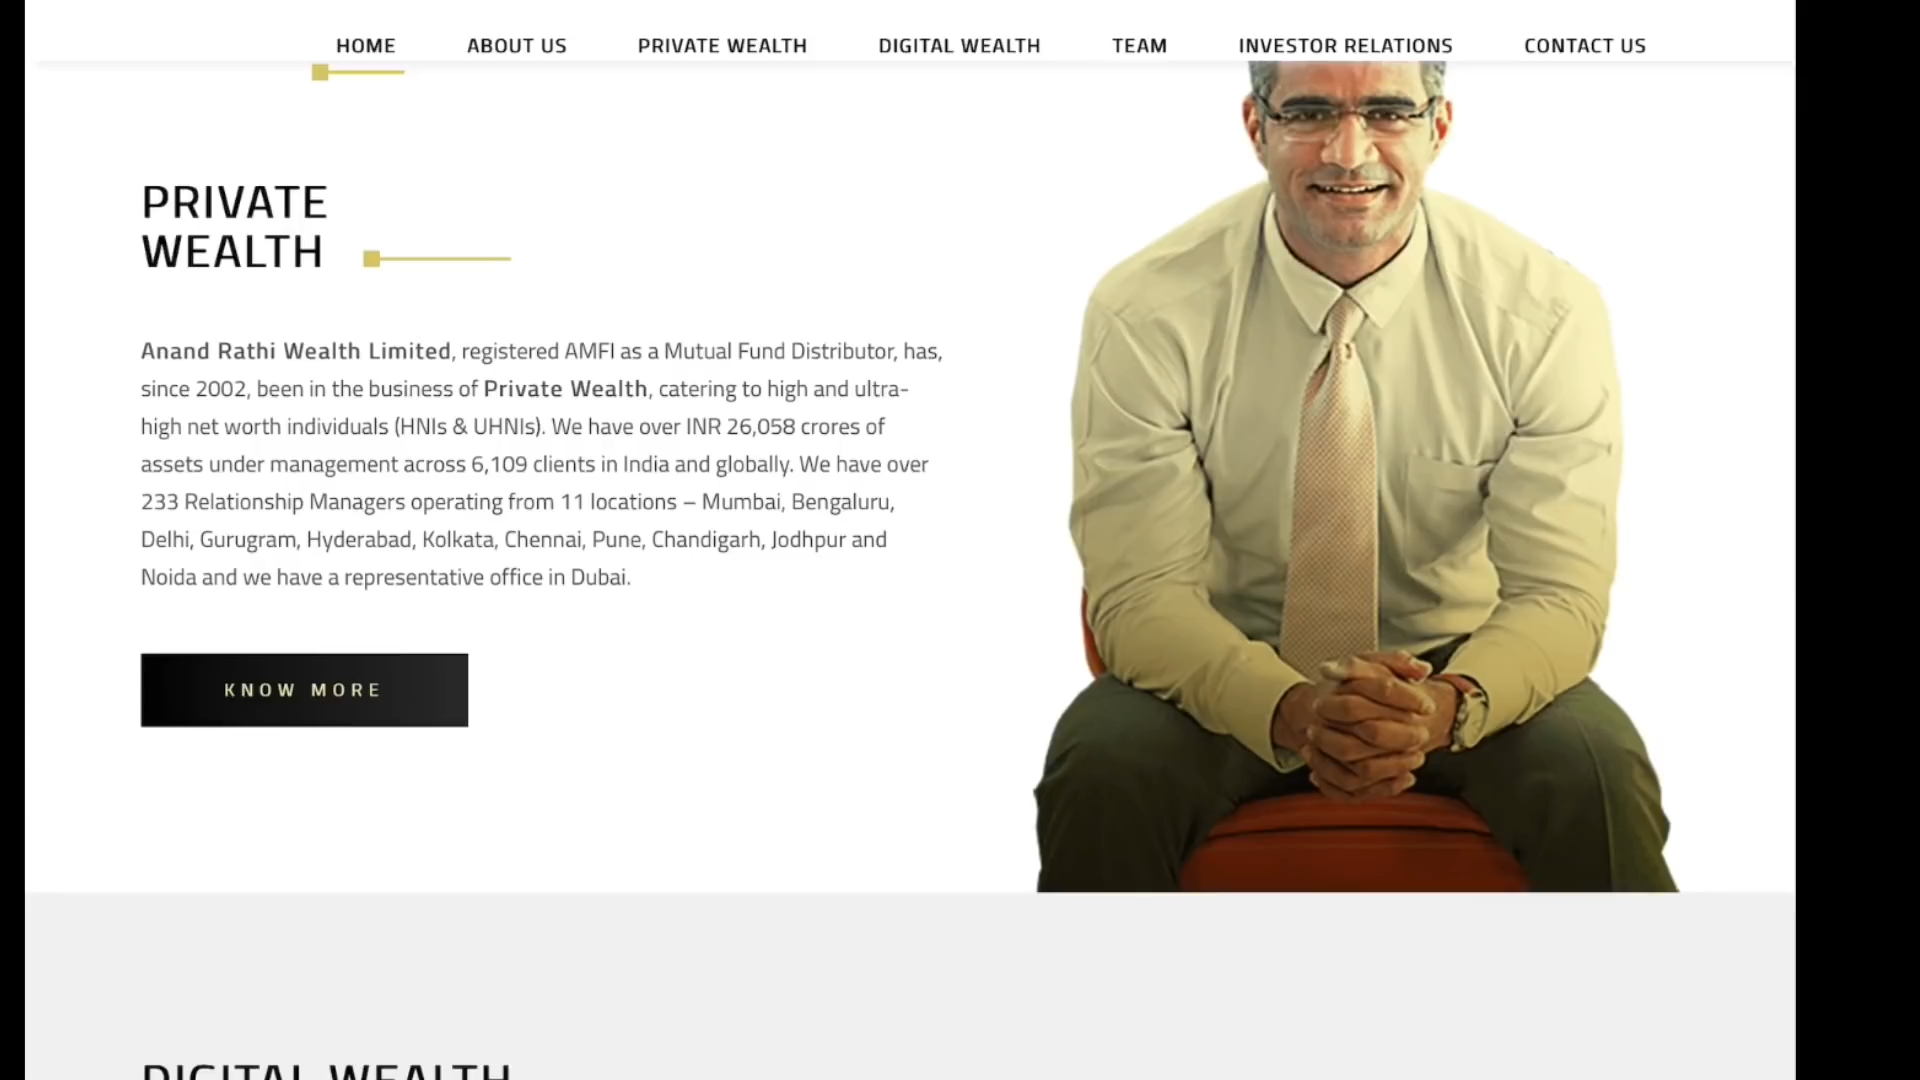 HOME ABOUT US PRIVATE WEALTH DIGITAL WEALTH TEAM INVESTOR RELATIONS CONTACT US
PRIVATE
WEALTH
Anand Rathi Wealth Limited, registered AMFI as a Mutual Fund Distributor, has,
since 2002, been in the business of Private Wealth, catering to high and ultra-
high net worth individuals (HNIs & UHNIs). We have over INR 26,058 crores of
assets under management across 6,109 clients in India and globally. We have over
233 Relationship Managers operating from 11 locations – Mumbai, Bengaluru,
Delhi, Gurugram, Hyderabad, Kolkata, Chennai, Pune, Chandigarh, Jodhpur and
Noida and we have a representative office in Dubai.
KNOW MORE
DIGITAL WEALTH